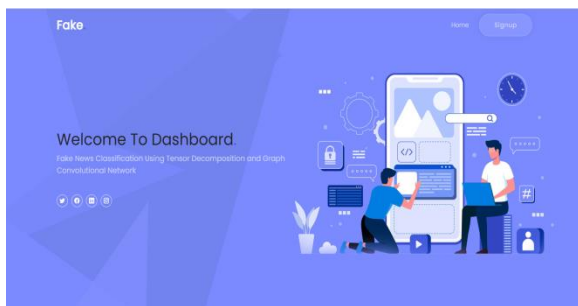 Fake.
Home
Signup
Welcome To Dashboard.
Fake News Classification Using Tensor Decomposition and Graph
Convolutional Network